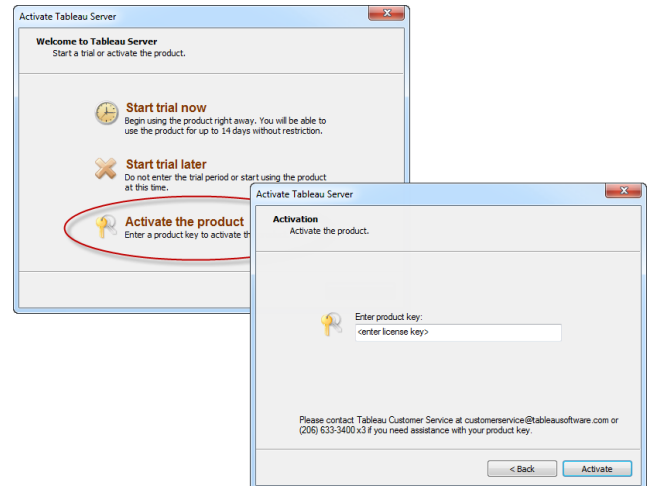 Activate Tableau Server
Welcome to Tableau Server
Start a trial or activate the product.
Start trial now
Begin using the product right away. You will be able to
use the product for up to 14 days without restriction.
Start trial later
Do not enter the trial period or start using the product
at this time.
Activate the product
Enter a product key to activate th
Activate Tableau Server
Activation
Activate the product.
Enter product key:
<enter license key>
Please contact Tableau Customer Service at customerservice@tableausoftware.com or
(206) 633-3400 x3 if you need assistance with your product key.
< Back
Activate